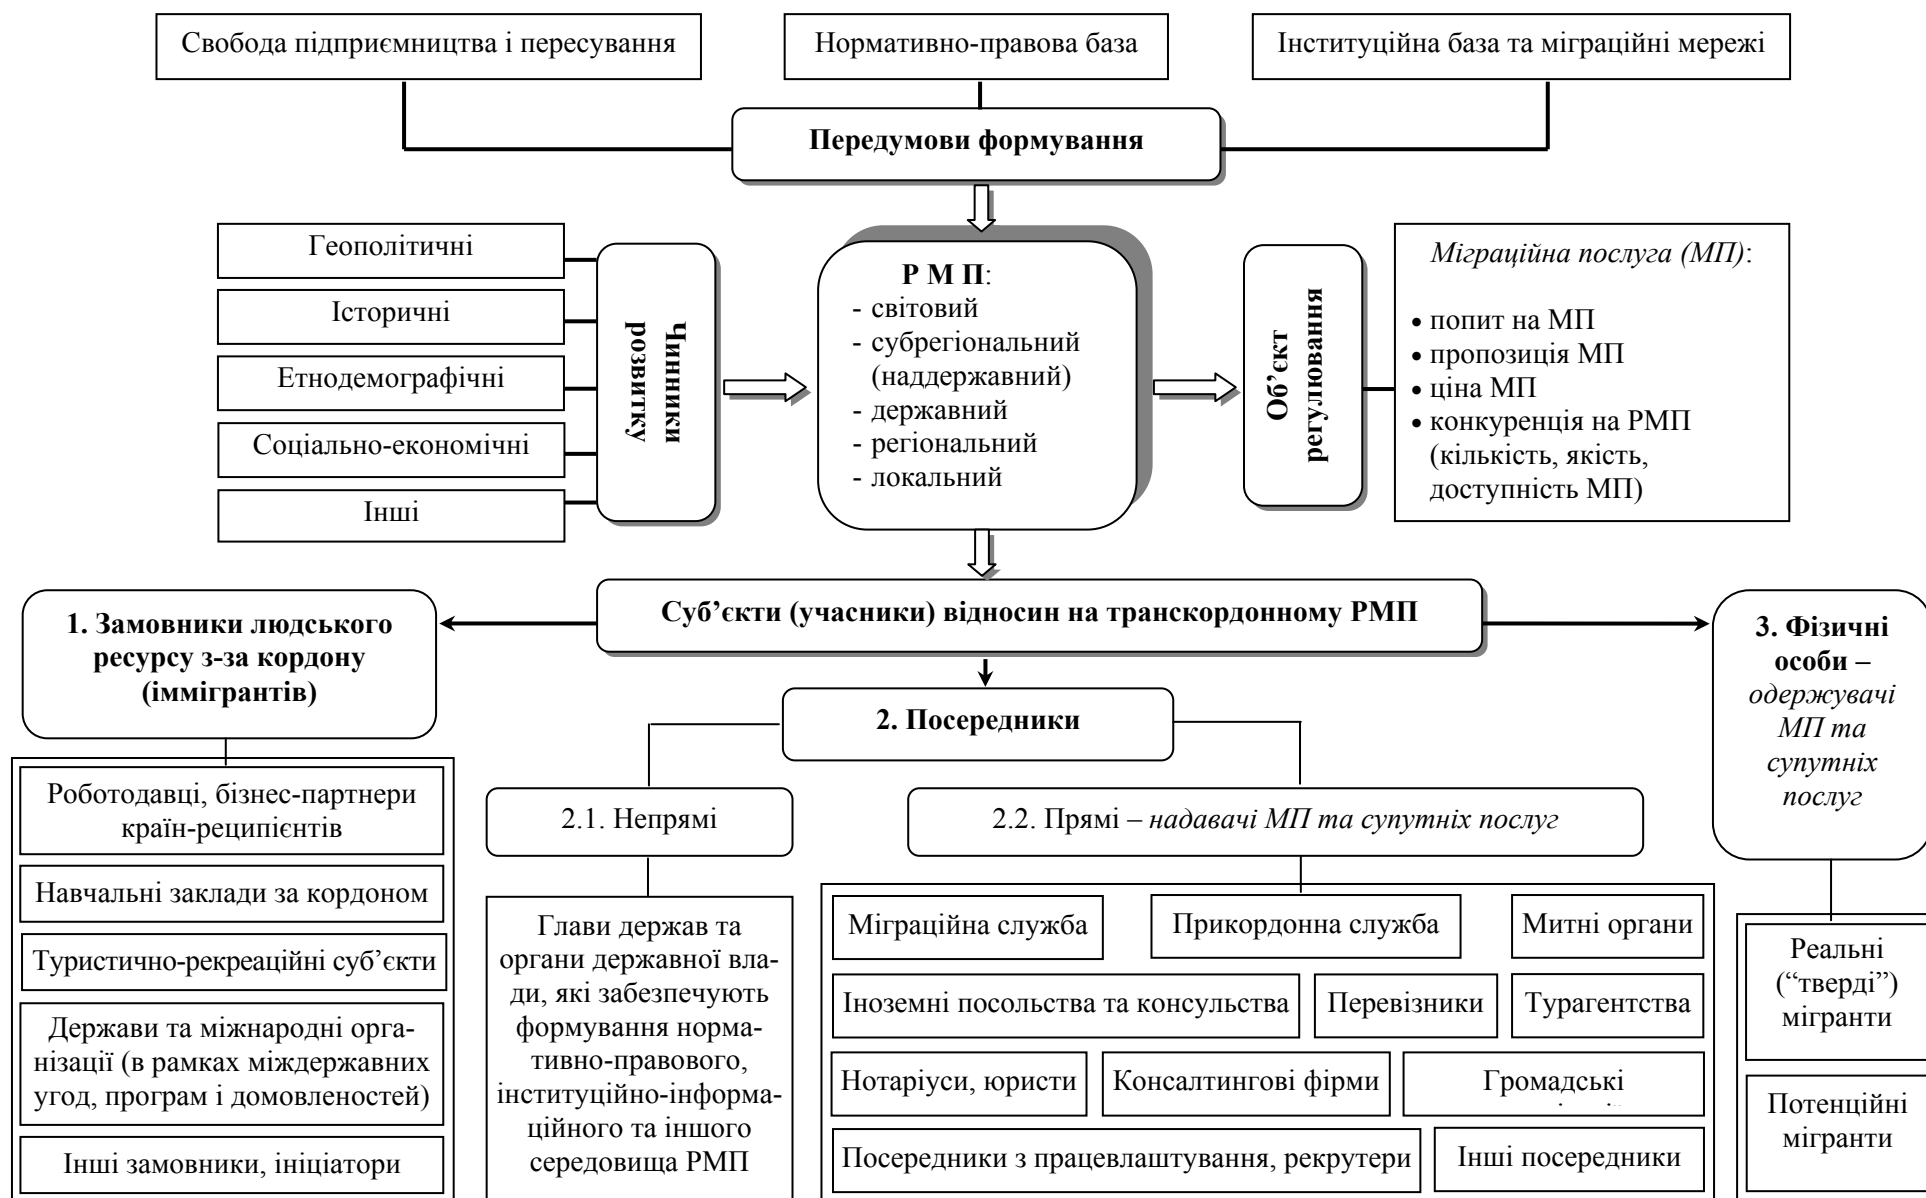 Свобода підприємництва і пересування
Нормативно-правова база
Інституційна база та міграційні мережі
Передумови формування
Геополітичні
Історичні
Етнодемографічні
Соціально-економічні
Інші
Чинники
розвитку
Р М П:
- світовий
- субрегіональний
(наддержавний)
- державний
- регіональний
- локальний
Об’єкт
регулювання
Міграційна послуга (МП):
• попит на МП
• пропозиція МП
• ціна МП
• конкуренція на РМП
(кількість, якість,
доступність МП)
Суб’єкти (учасники) відносин на транскордонному РМП
1. Замовники людського
ресурсу з-за кордону
(іммігрантів)
Роботодавці, бізнес-партнери
країн-реципієнтів
Навчальні заклади за кордоном
Туристично-рекреаційні суб’єкти
Держави та міжнародні орга-
нізації (в рамках міждержавних
угод, програм і домовленостей)
Інші замовники, ініціатори
2. Посередники
2.1. Непрямі
Глави держав та
органи державної вла-
ди, які забезпечують
формування норма-
тивно-правового,
інституційно-інформа-
ційного та іншого
середовища РМП
2.2. Прямі – надавачі МП та супутніх послуг
Міграційна служба
Прикордонна служба
Митні органи
Іноземні посольства та консульства
Перевізники
Турагентства
Нотаріуси, юристи
Консалтингові фірми
Громадські
Посередники з працевлаштування, рекрутери
Інші посередники
3. Фізичні
особи –
одержувачі
МП та
супутніх
послуг
Реальні
(“тверді”)
мігранти
Потенційні
мігранти